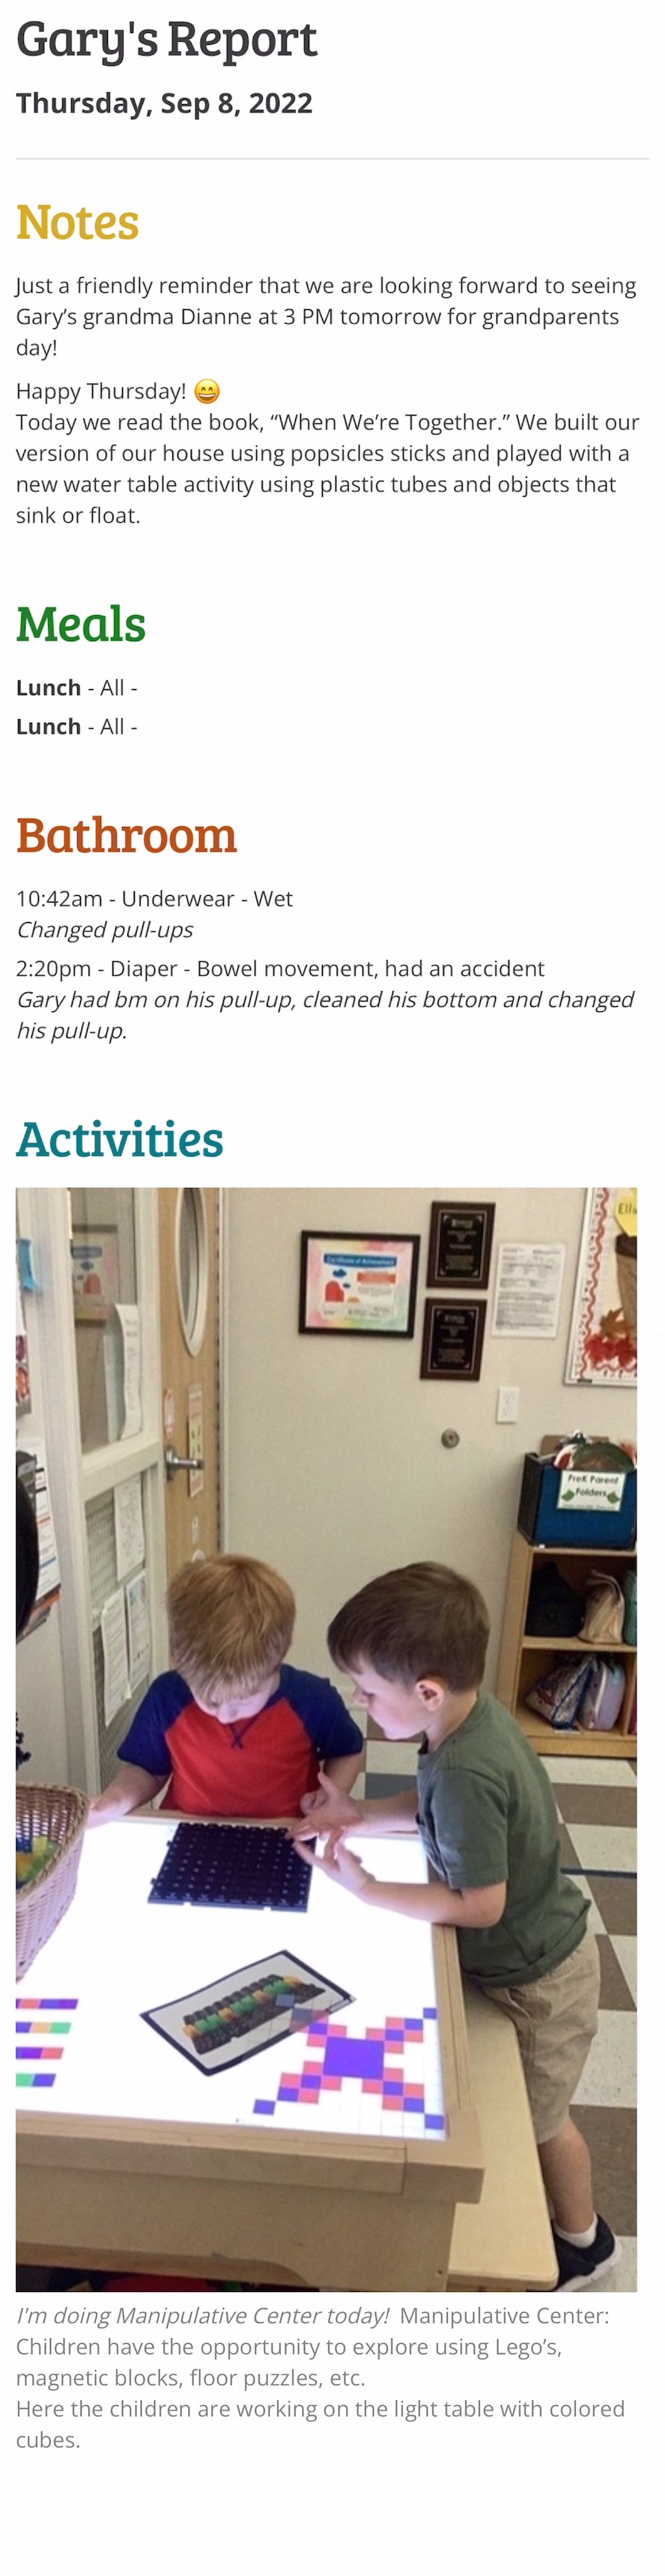 Gary's Report
Thursday, Sep 8, 2022
Notes
Just a friendly reminder that we are looking forward to seeing
Gary’s grandma Dianne at 3 PM tomorrow for grandparents
day!
Happy Thursday! 😄
Today we read the book, “When We’re Together.” We built our
version of our house using popsicles sticks and played with a
new water table activity using plastic tubes and objects that
sink or float.
Meals
Lunch - All -
Lunch - All -
Bathroom
10:42am - Underwear - Wet
Changed pull-ups
2:20pm - Diaper - Bowel movement, had an accident
Gary had bm on his pull-up, cleaned his bottom and changed
his pull-up.
Activities
Certificate of Achievement
PreK Parent
Folders
I'm doing Manipulative Center today!  Manipulative Center:
Children have the opportunity to explore using Lego’s,
magnetic blocks, floor puzzles, etc.
Here the children are working on the light table with colored
cubes.